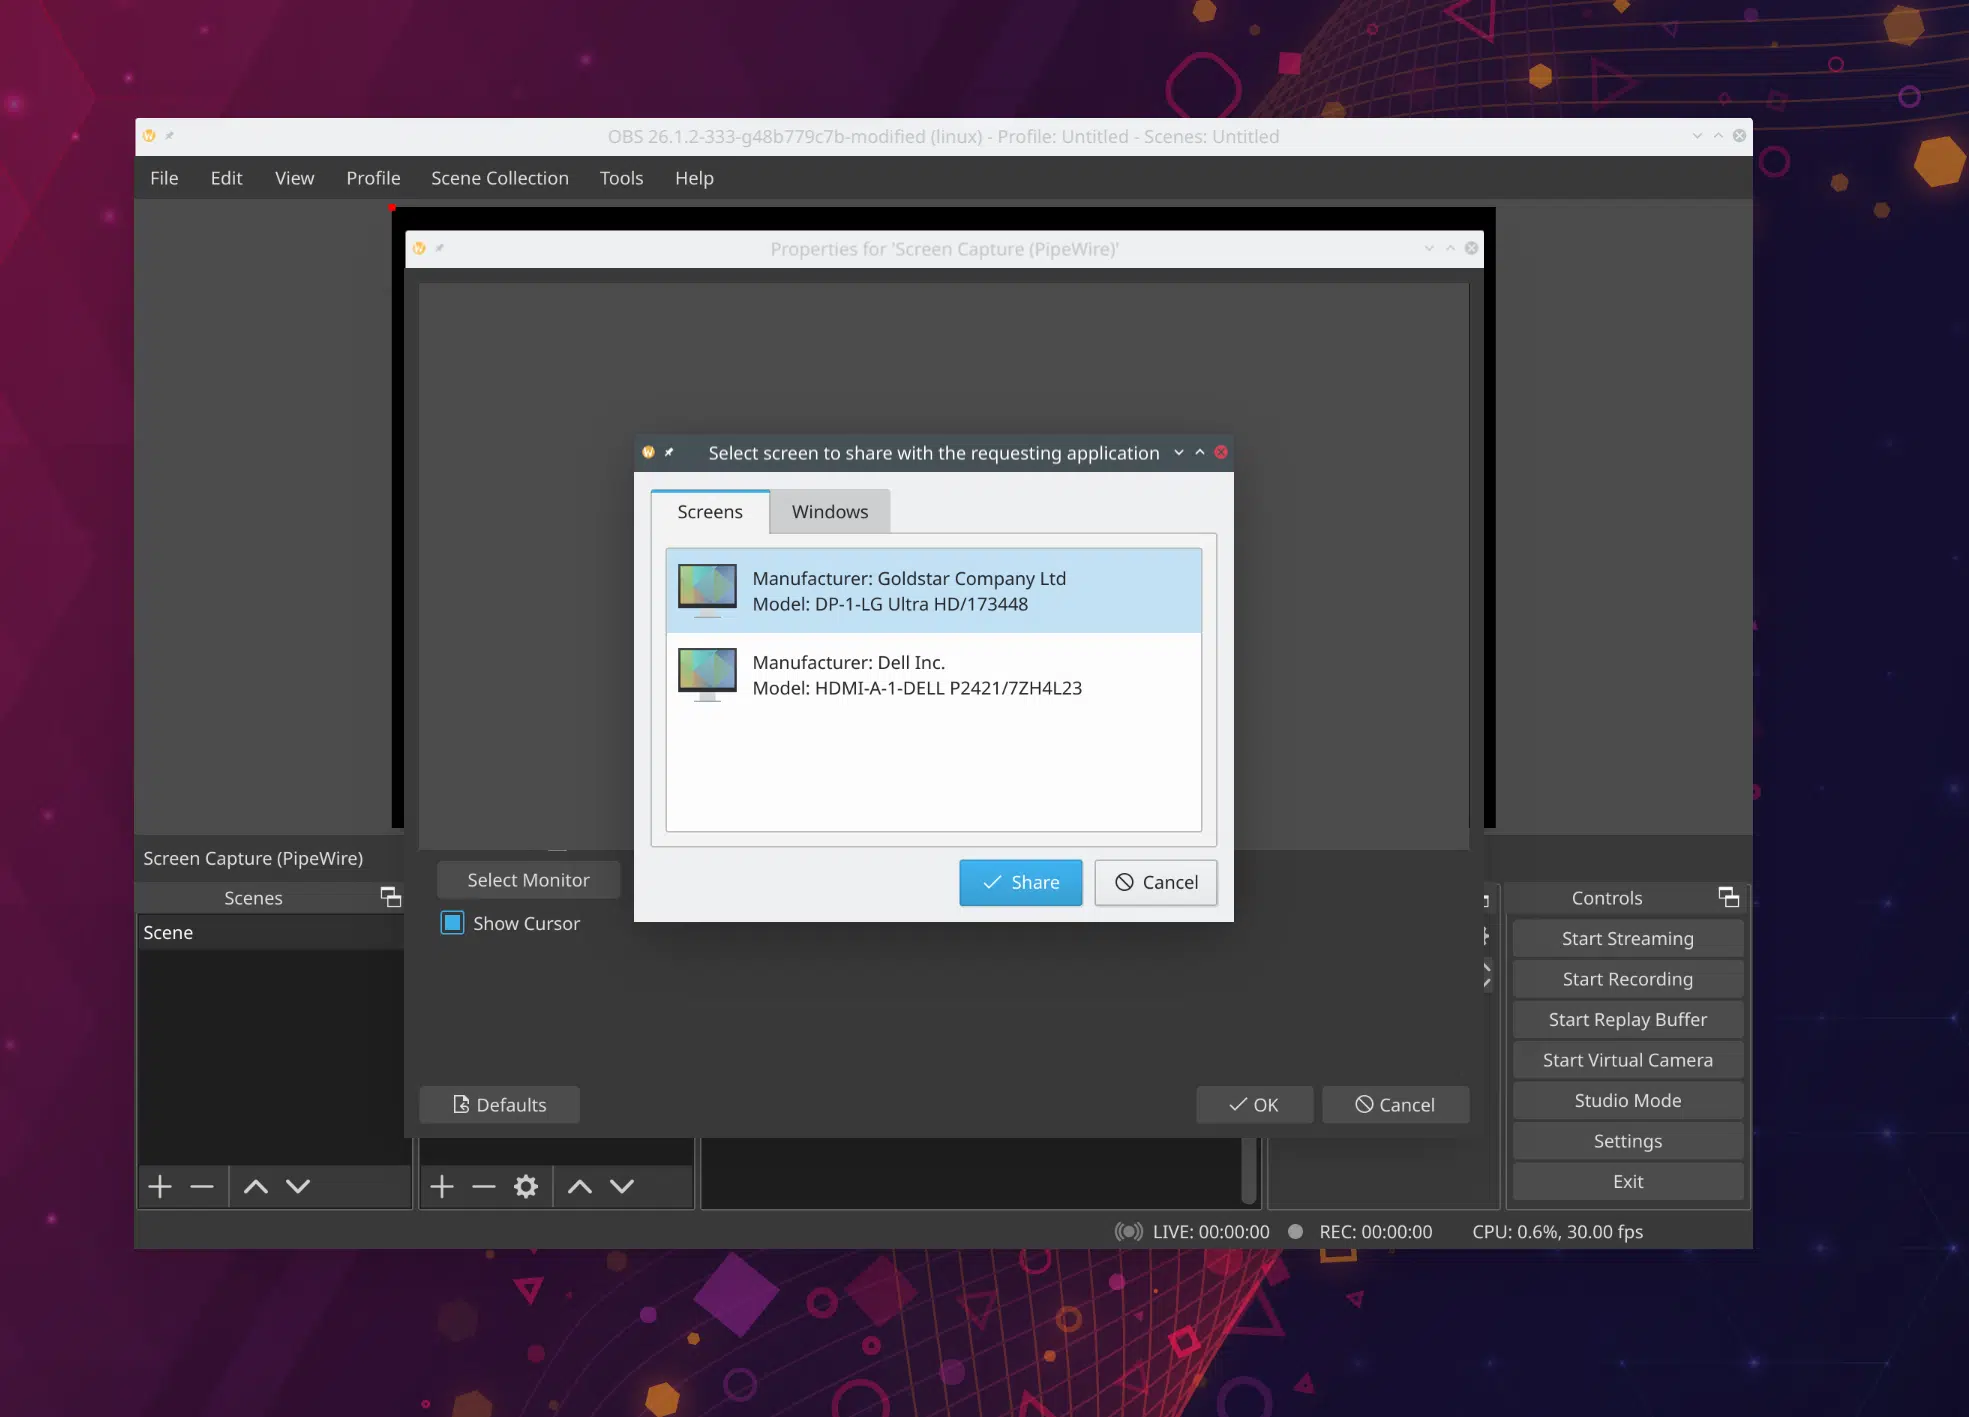 OBS 26.1.2-333-g48b779c7b-modified (linux) - Profile: Untitled - Scenes: Untitled
File Edit View Profile Scene Collection Tools Help
Properties for 'Screen Capture (PipeWire)'
Select screen to share with the requesting application
Screens Windows
Manufacturer: Goldstar Company Ltd
Model: DP-1-LG Ultra HD/173448
Manufacturer: Dell Inc.
Model: HDMI-A-1-DELL P2421/7ZH4L23
Share Cancel
Select Monitor
Show Cursor
Defaults OK Cancel
Screen Capture (PipeWire)
Scenes
Scene
Controls
Start Streaming
Start Recording
Start Replay Buffer
Start Virtual Camera
Studio Mode
Settings
Exit
LIVE: 00:00:00 REC: 00:00:00 CPU: 0.6%, 30.00 fps